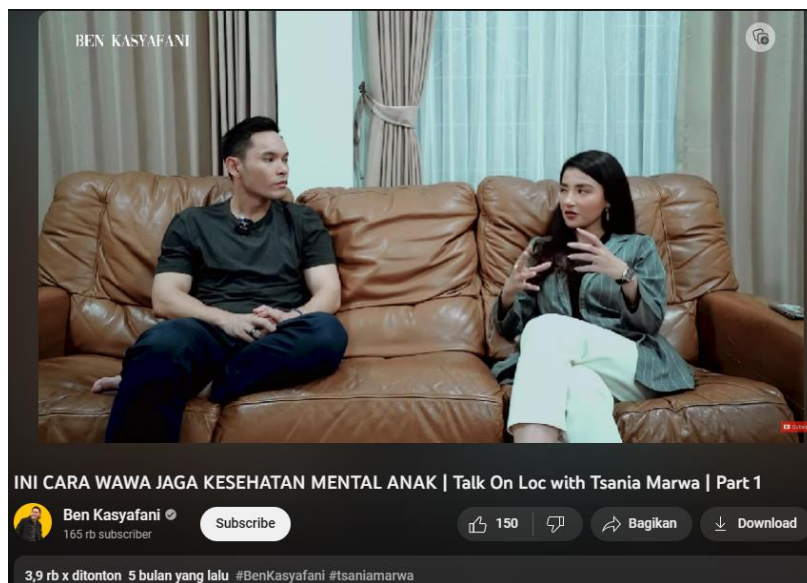 BEN KASYAFANI
INI CARA WAWA JAGA KESEHATAN MENTAL ANAK | Talk On Loc with Tsania Marwa | Part 1
Ben Kasyafani
165 rb subscriber
Subscribe
150
Bagikan
Download
3,9 rb x ditonton 5 bulan yang lalu #BenKasyafani #tsaniamarwa